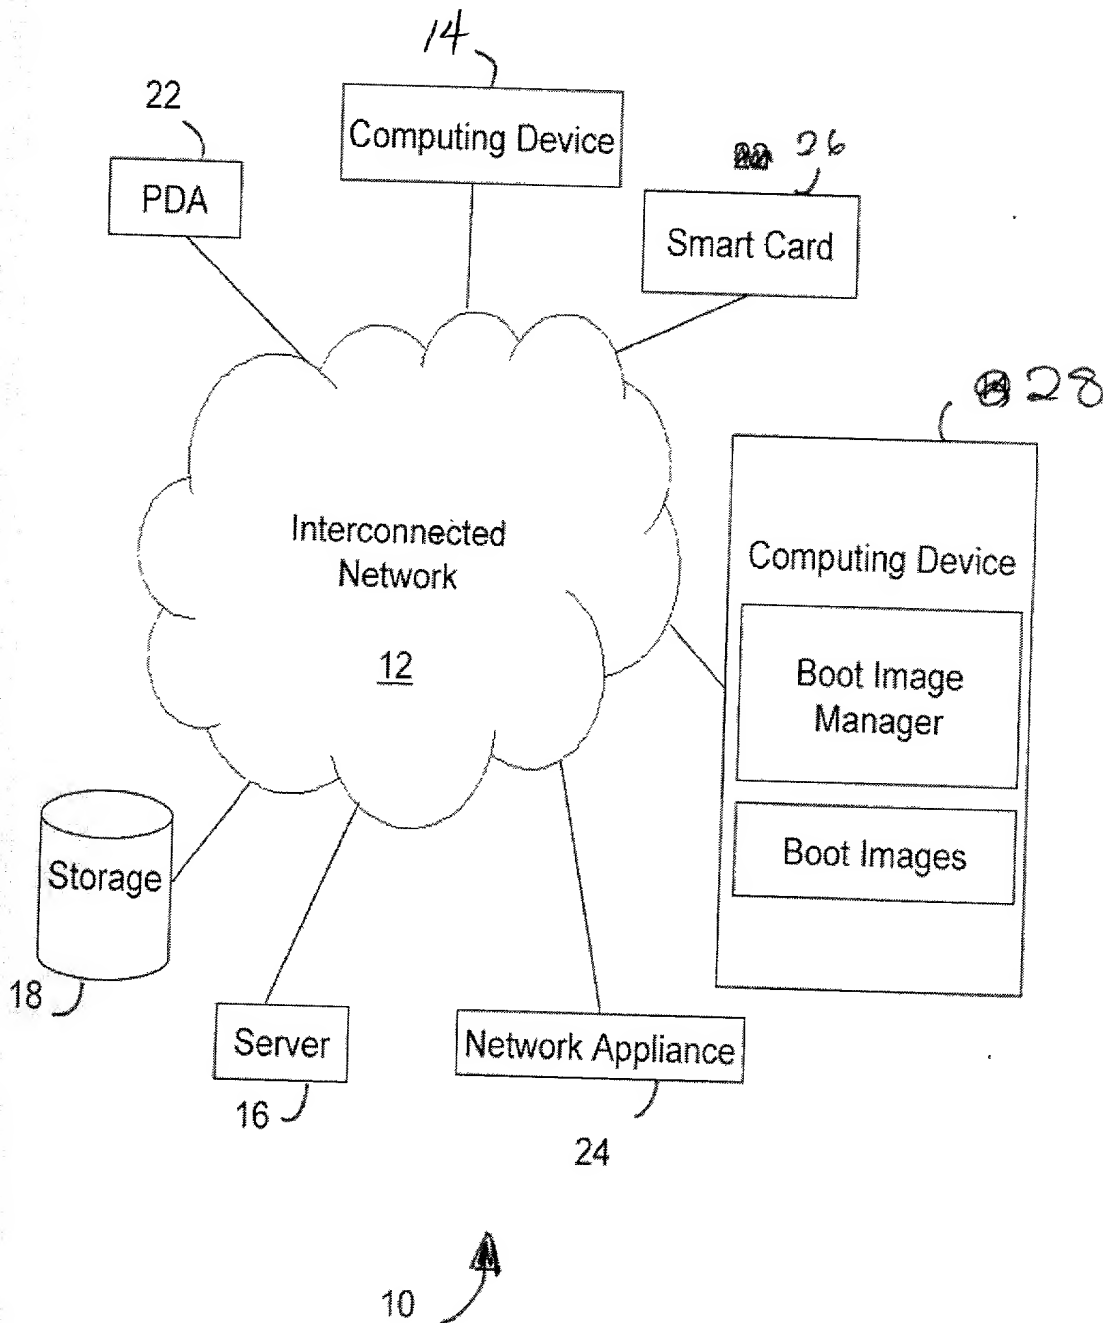 14
22
Computing Device
26
PDA
Smart Card
28
Interconnected
Network
12
Computing Device
Boot Image
Manager
Boot Images
Storage
18
Server
Network Appliance
16
24
10